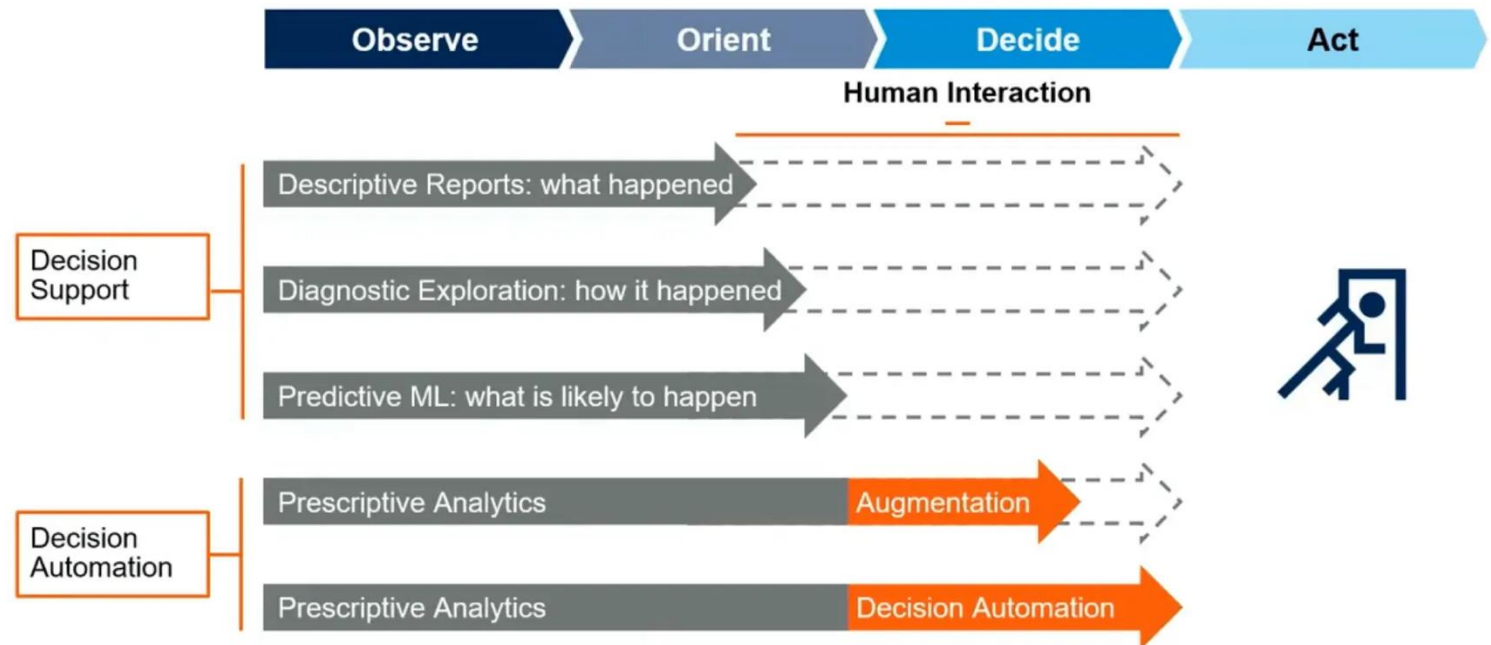 Observe
Orient
Decide
Act
Human Interaction
Descriptive Reports: what happened
Decision
Support
Diagnostic Exploration: how it happened
Predictive ML: what is likely to happen
Prescriptive Analytics
Augmentation
Decision
Automation
Prescriptive Analytics
Decision Automation